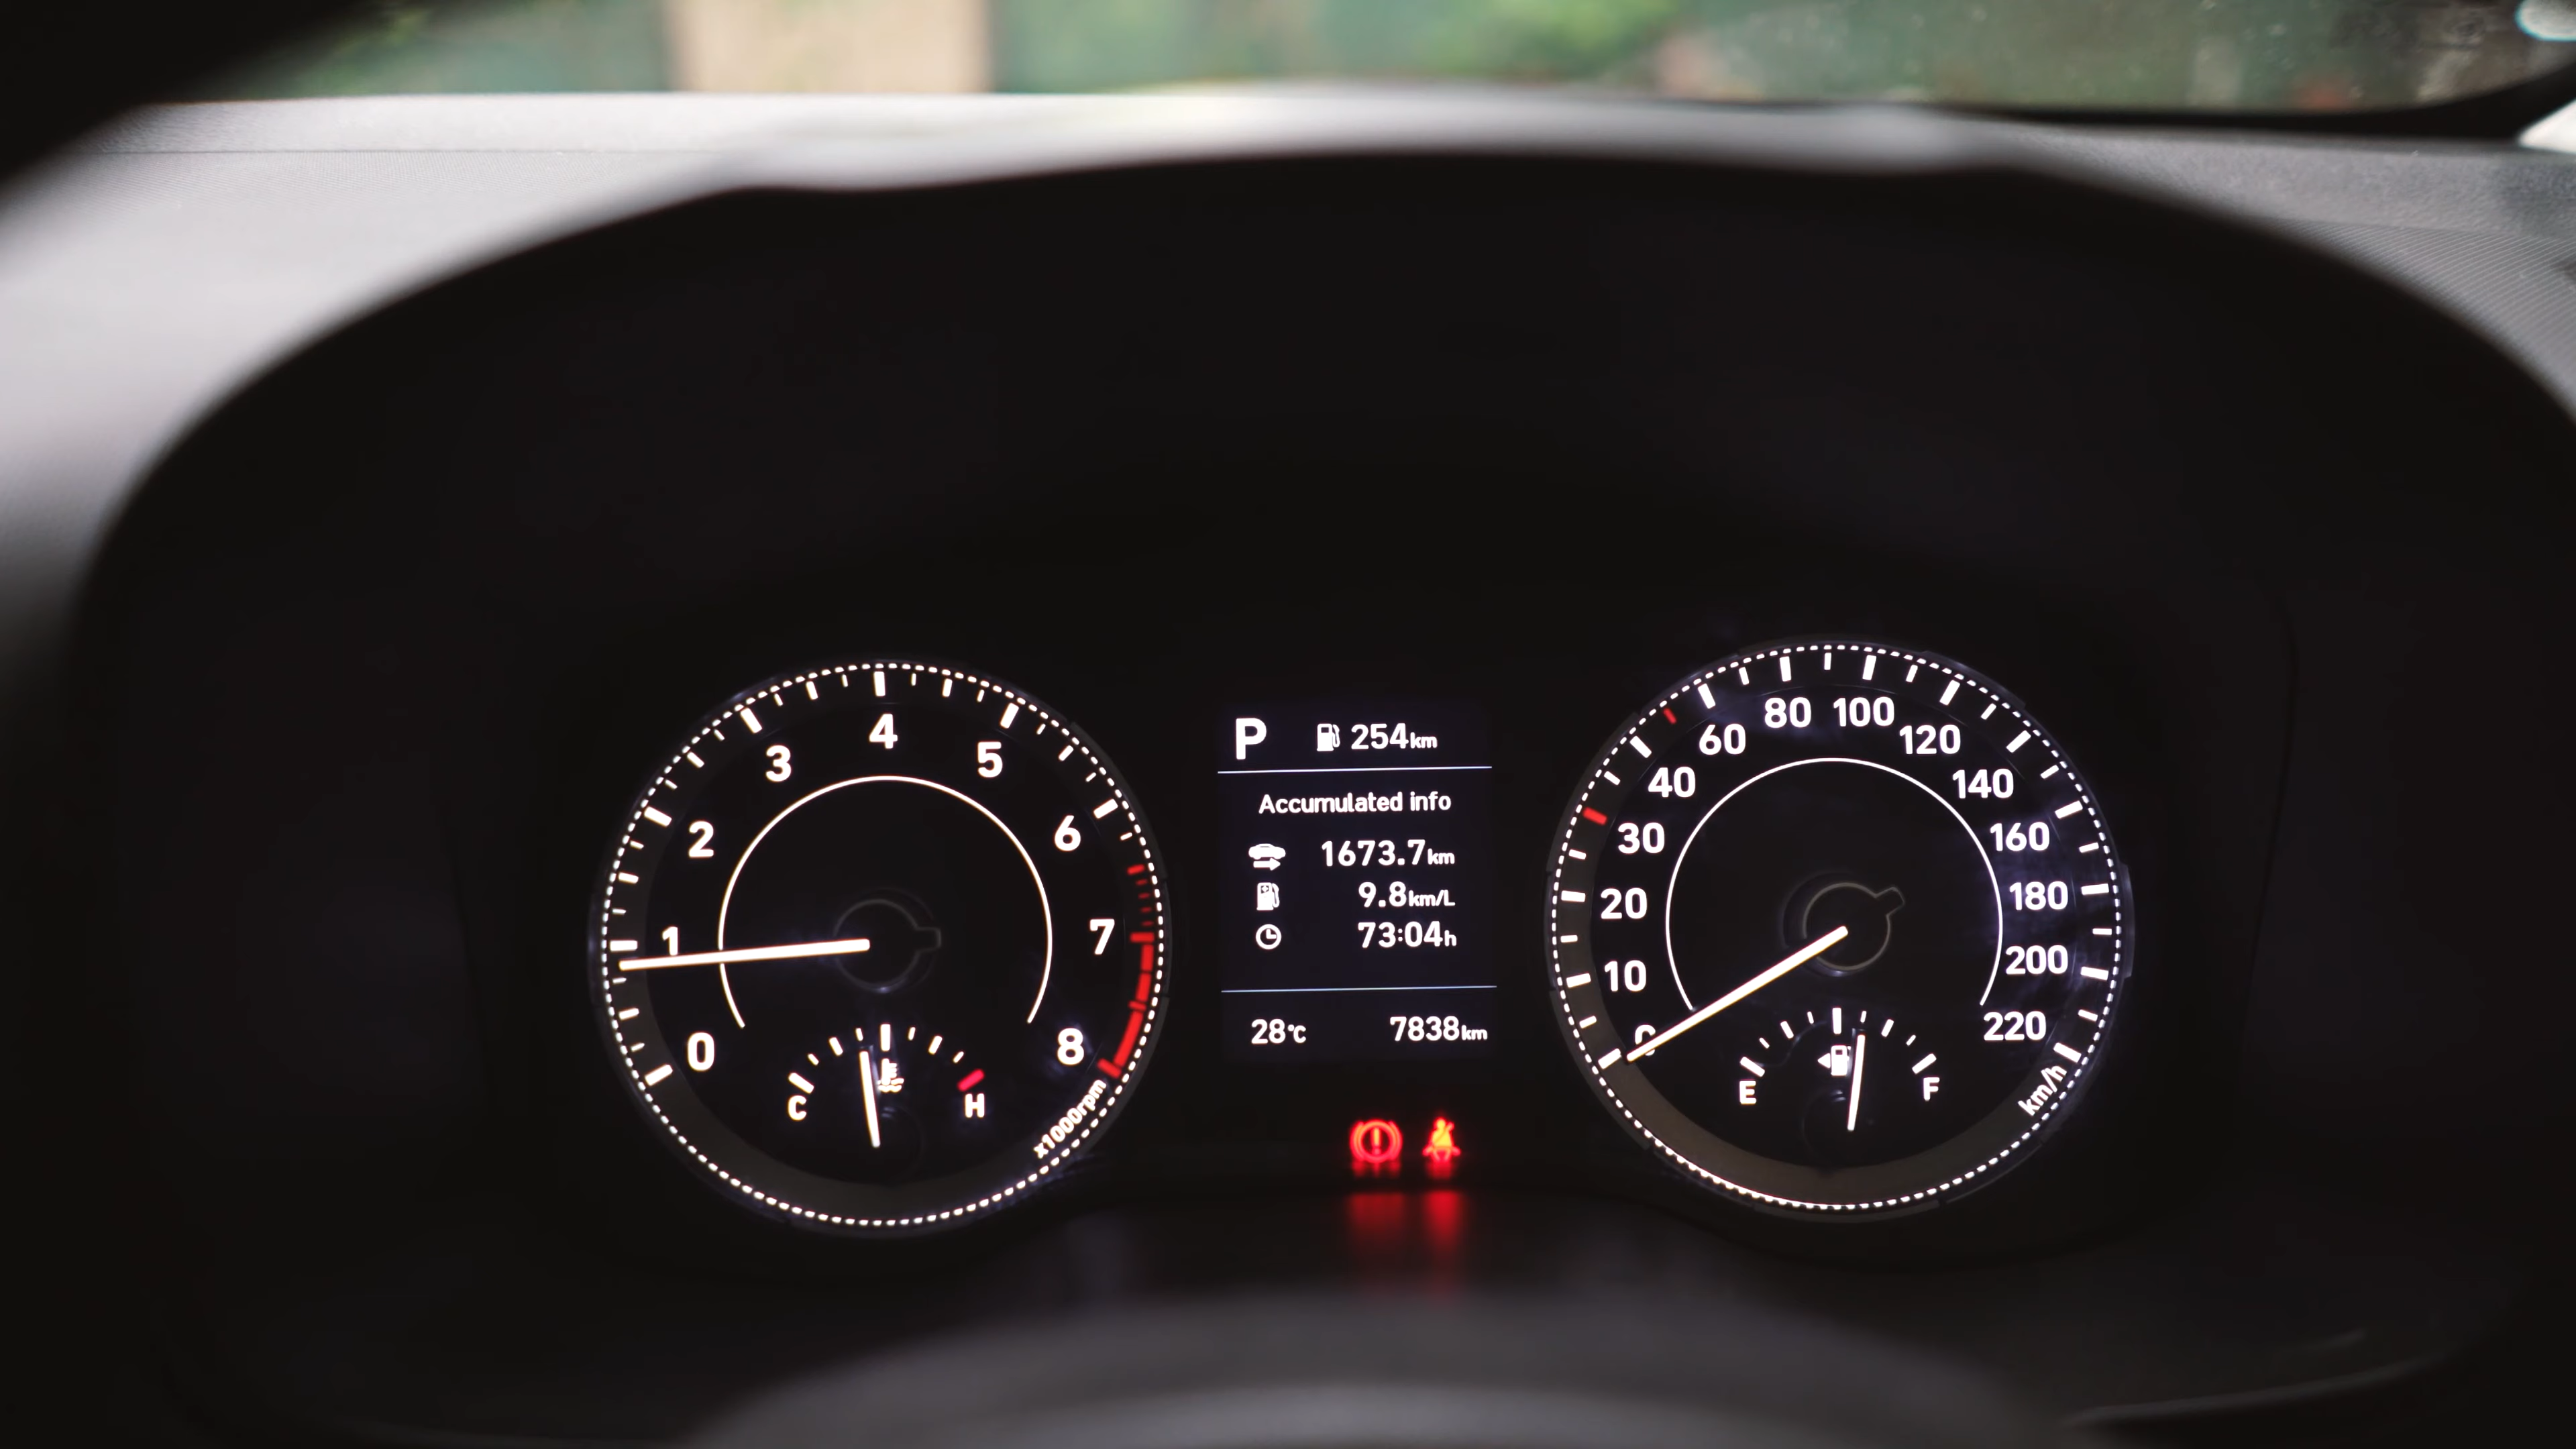 0
1
2
3
4
5
6
7
8
x1000rpm
C
H
P 254km
Accumulated info
1673.7km
9.8km/L
73:04h
28°C 7838km
0
10
20
30
40
60
80
100
120
140
160
180
200
220
km/h
E
F